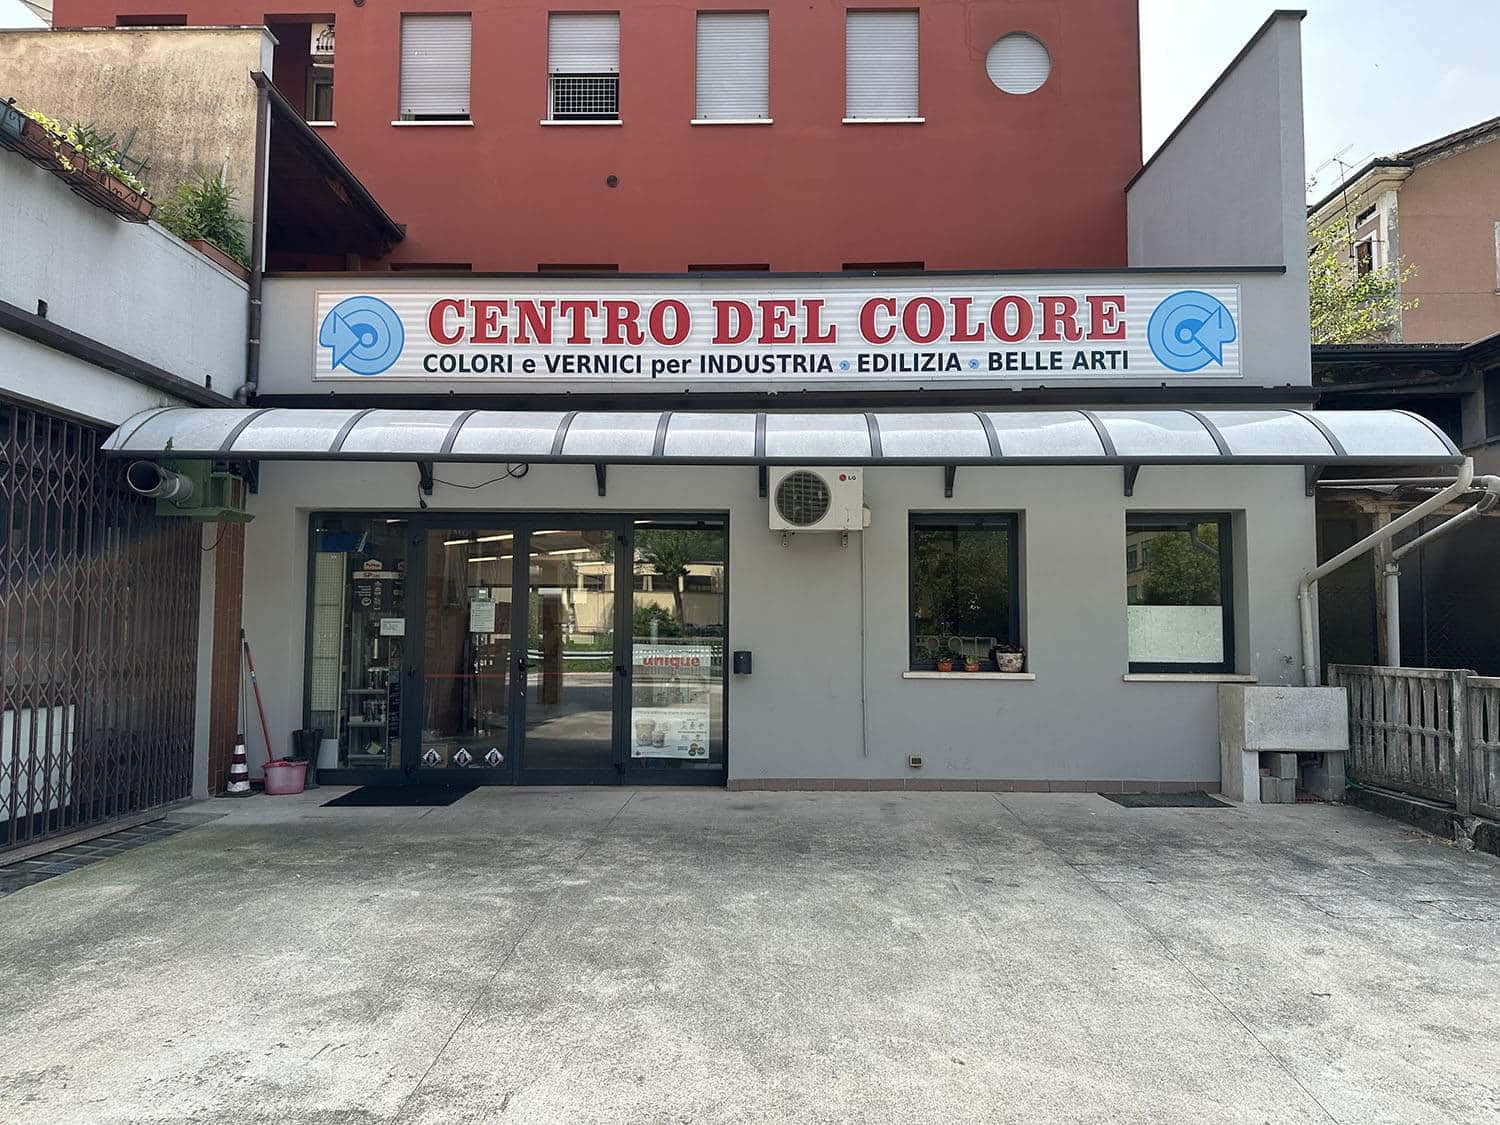 CENTRO DEL COLORE
COLORI e VERNICI per INDUSTRIA • EDILIZIA • BELLE ARTI
LG
unique